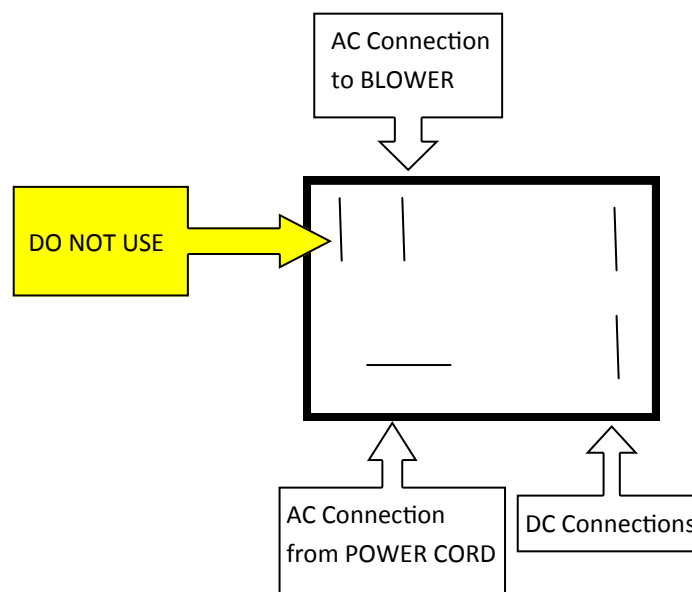 AC Connection
to BLOWER
DO NOT USE
AC Connection
from POWER CORD
DC Connections